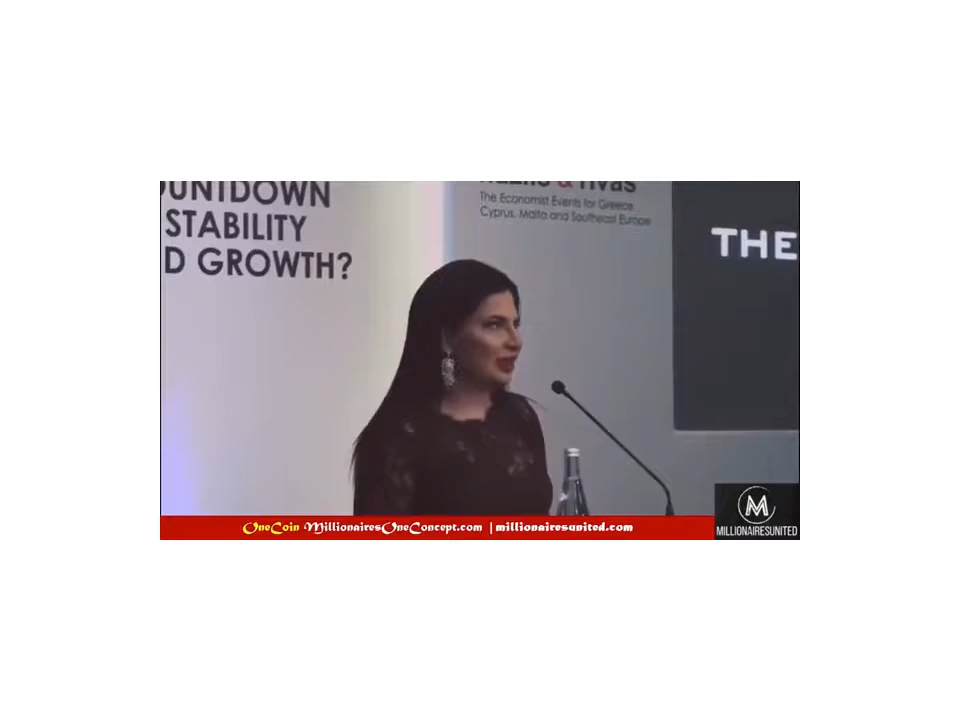 OUNTDOWN
STABILITY
D GROWTH?
& rivas
The Economist Events for Greece
Cyprus, Malta and Southeast Europe
THE
OneCoin MillionairesOneConcept.com | millionairesunited.com
M
MILLIONAIRESUNITED